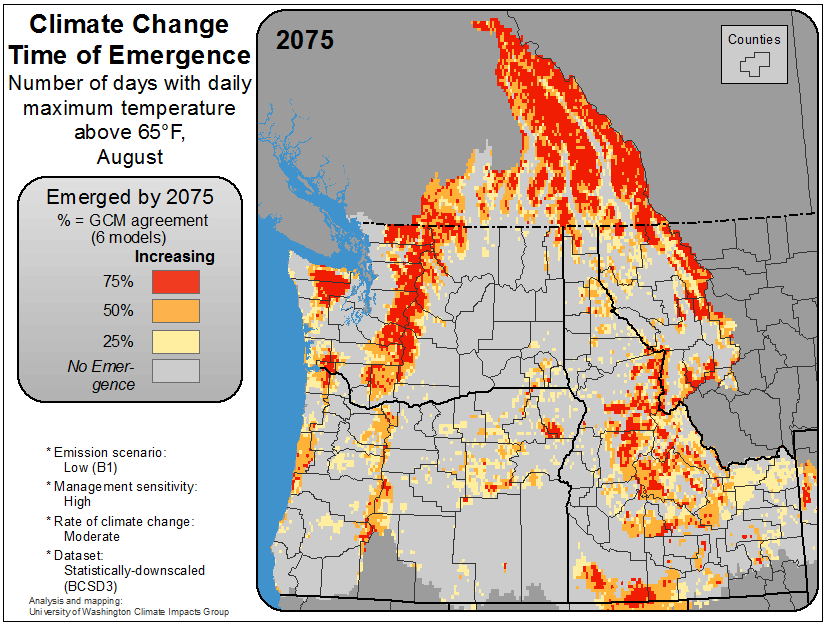 Climate Change
Time of Emergence
Number of days with daily
maximum temperature
above 65°F,
August
Emerged by 2075
% = GCM agreement
(6 models)
Increasing
75%
50%
25%
No Emer-
gence
* Emission scenario:
Low (B1)
* Management sensitivity:
High
* Rate of climate change:
Moderate
* Dataset:
Statistically-downscaled
(BCSD3)
Analysis and mapping:
University of Washington Climate Impacts Group
2075
Counties